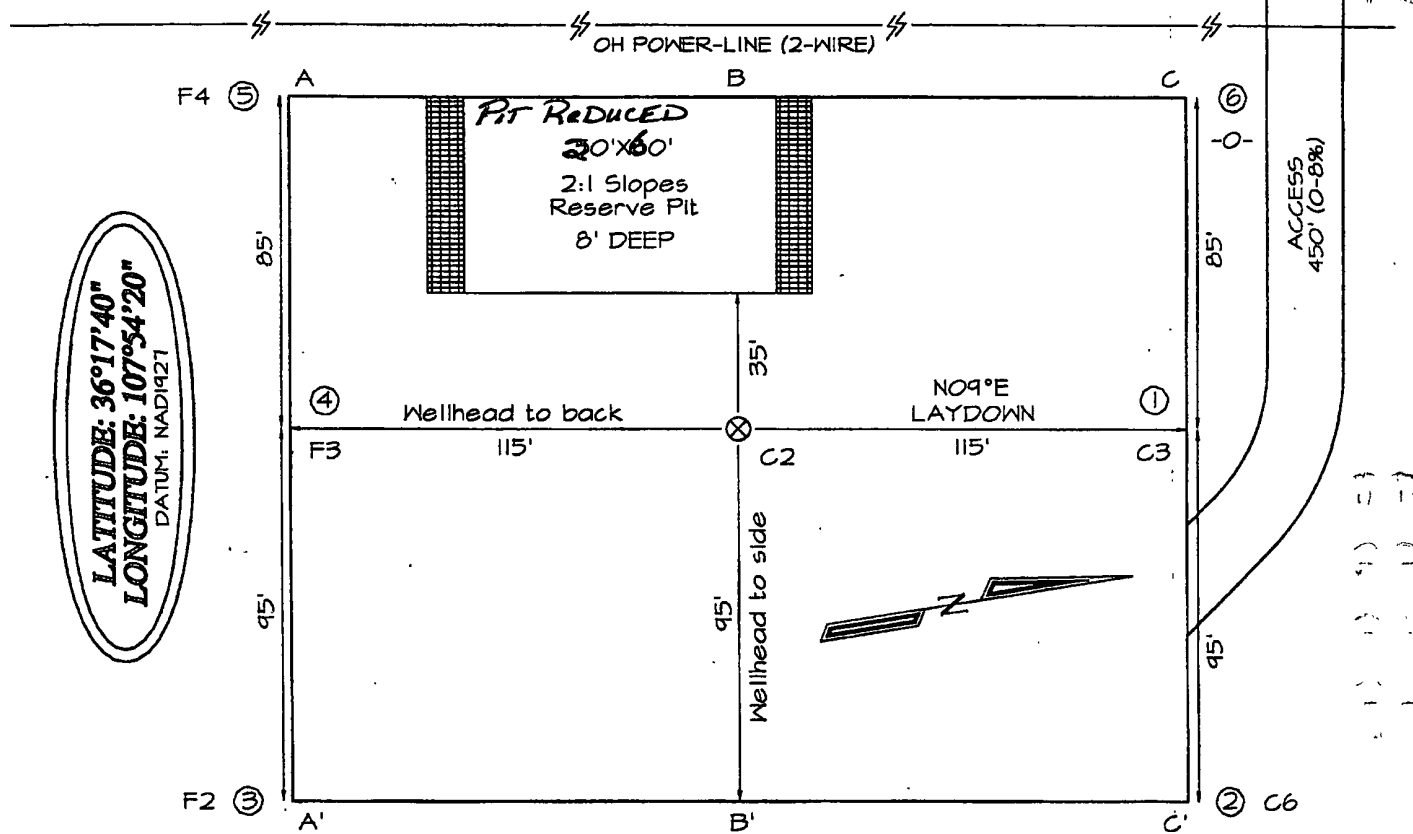 OH POWER-LINE (2-WIRE)
A
B
C
F4 ⑤
⑥
-0-
PIT REDUCED
20'X60'
2:1 Slopes
Reserve Pit
8' DEEP
85'
85'
ACCESS
450' (0-8%)
LATITUDE: 36°17'40"
LONGITUDE: 107°54'20"
DATUM: NAD1927
35'
④
Wellhead to back
N09°E
LAYDOWN
①
F3
115'
C2
115'
C3
95'
95'
Wellhead to side
N
95'
F2 ③
② C6
A'
B'
C'